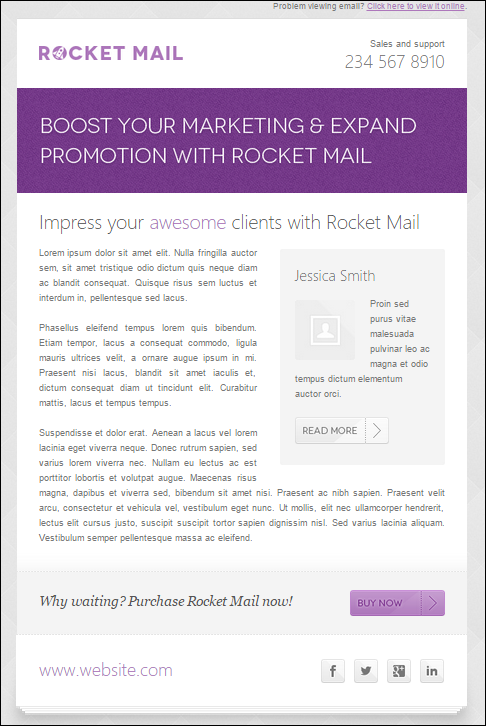 Problem viewing email? Click here to view it online.
ROCKET MAIL
Sales and support
234 567 8910
BOOST YOUR MARKETING & EXPAND
PROMOTION WITH ROCKET MAIL
Impress your awesome clients with Rocket Mail
Lorem ipsum dolor sit amet elit. Nulla fringilla auctor
sem, sit amet tristique odio dictum quis neque diam
ac blandit consequat. Quisque risus sem luctus et
interdum in, pellentesque sed lacus.
Phasellus eleifend tempus lorem quis bibendum.
Etiam tempor, lacus a consequat commodo, ligula
mauris ultrices velit, a ornare augue ipsum in mi.
Praesent nisi lacus, blandit sit amet iaculis et,
dictum consequat diam ut tincidunt elit. Curabitur
mattis, lacus et tempus tempus.
Jessica Smith
Proin sed
purus vitae
malesuada
pulvinar leo ac
magna et odio
tempus dictum elementum
auctor orci.
READ MORE
Suspendisse et dolor erat. Aenean a lacus vel lorem
lacinia eget viverra neque. Donec rutrum sapien, sed
varius lorem viverra nec. Nullam eu lectus ac est
porttitor lobortis et volutpat augue. Maecenas risus
magna, dapibus et viverra sed, bibendum sit amet nisi. Praesent ac nibh sapien. Praesent velit
arcu, consectetur et vehicula vel, vestibulum eget nunc. Ut mollis, elit nec ullamcorper hendrerit,
lectus elit cursus justo, suscipit suscipit tortor sapien dignissim nisl. Sed varius lacinia aliquam.
Vestibulum semper pellentesque massa ac eleifend.
Why waiting? Purchase Rocket Mail now!
BUY NOW
www.website.com